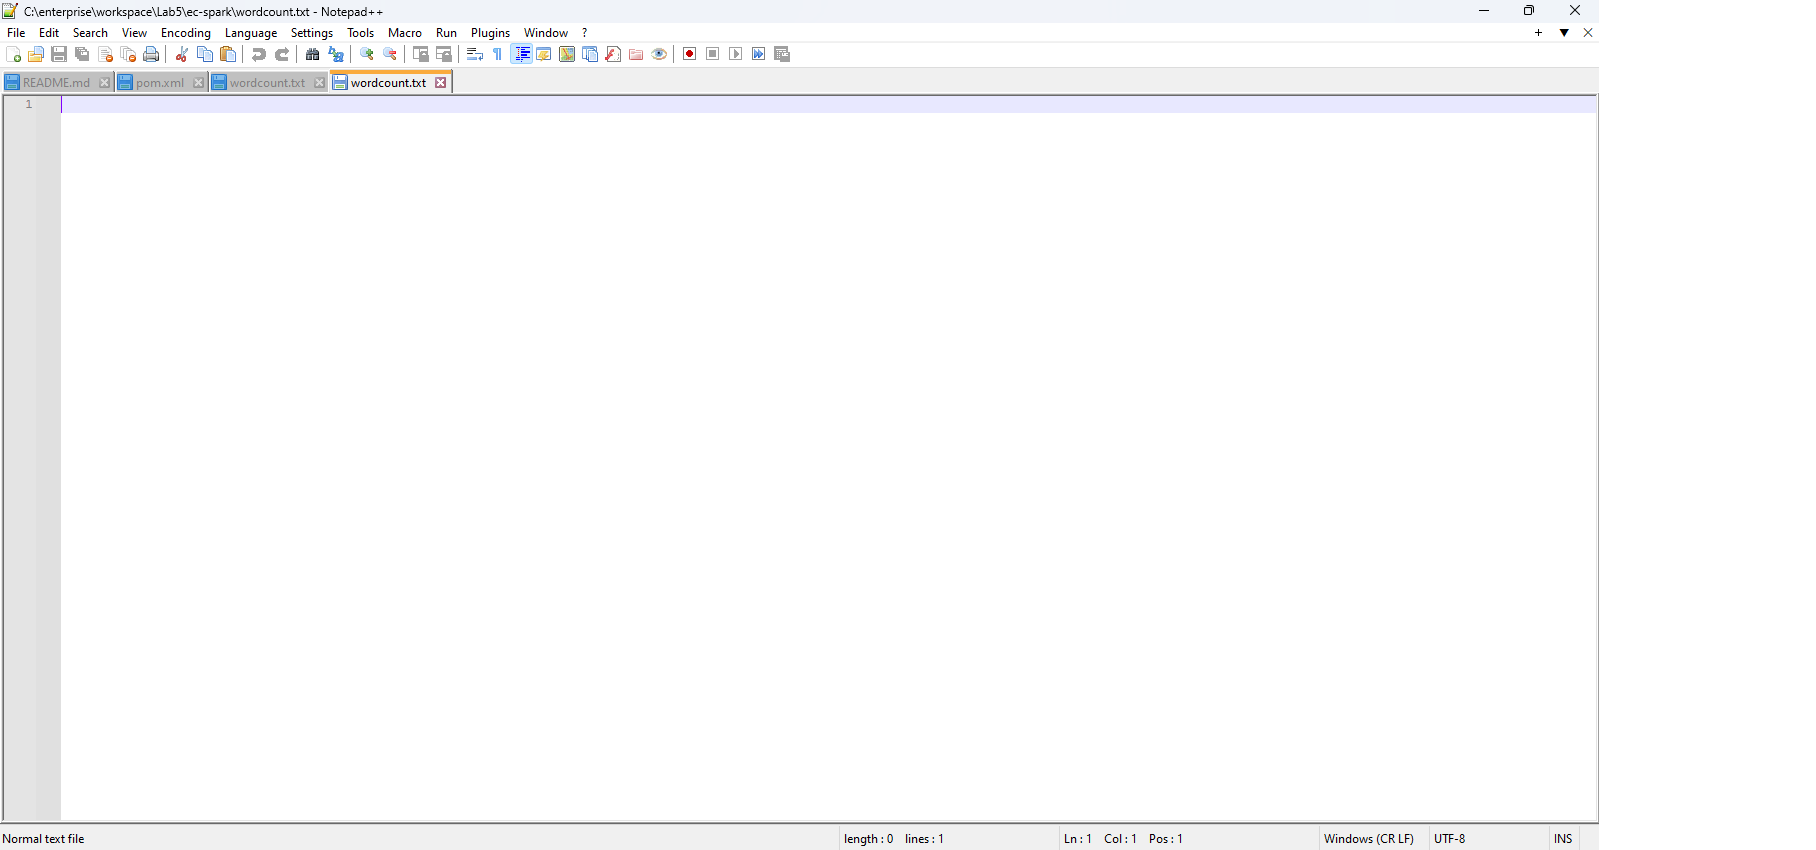 C:\enterprise\workspace\Lab5\ec-spark\wordcount.txt - Notepad++
File Edit Search View Encoding Language Settings Tools Macro Run Plugins Window ?
README.md pom.xml wordcount.txt wordcount.txt
1
Normal text file length : 0 lines : 1 Ln : 1 Col : 1 Pos : 1 Windows (CR LF) UTF-8 INS